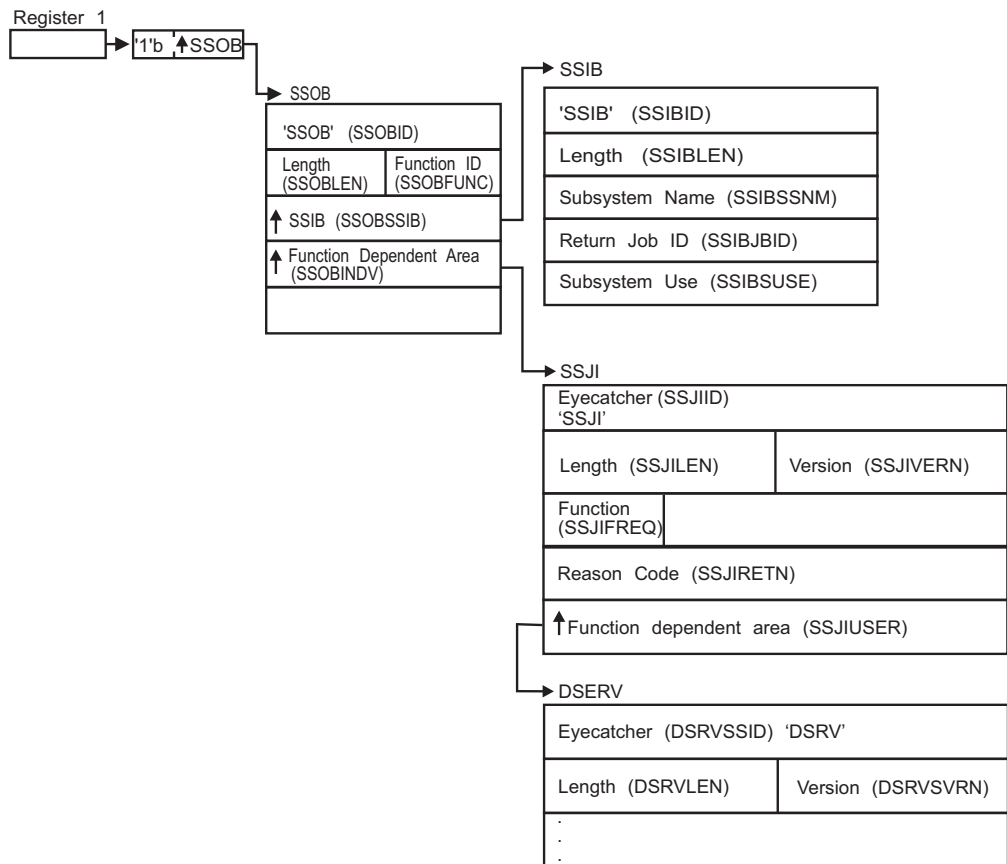 Register 1
'1'b ↑SSOB
SSOB
'SSOB' (SSOBID)
Length
(SSOBLEN)
Function ID
(SSOBFUNC)
↑ SSIB (SSOBSSIB)
↑ Function Dependent Area
(SSOBINDV)
SSIB
'SSIB' (SSIBID)
Length (SSIBLEN)
Subsystem Name (SSIBSSNM)
Return Job ID (SSIBJBID)
Subsystem Use (SSIBSUSE)
SSJI
Eyecatcher (SSJIID)
‘SSJI’
Length (SSJILEN)
Version (SSJIVERN)
Function
(SSJIFREQ)
Reason Code (SSJIRETN)
↑Function dependent area (SSJIUSER)
DSERV
Eyecatcher (DSRVSSID) ‘DSRV’
Length (DSRVLEN)
Version (DSRVSVRN)
.
.
.